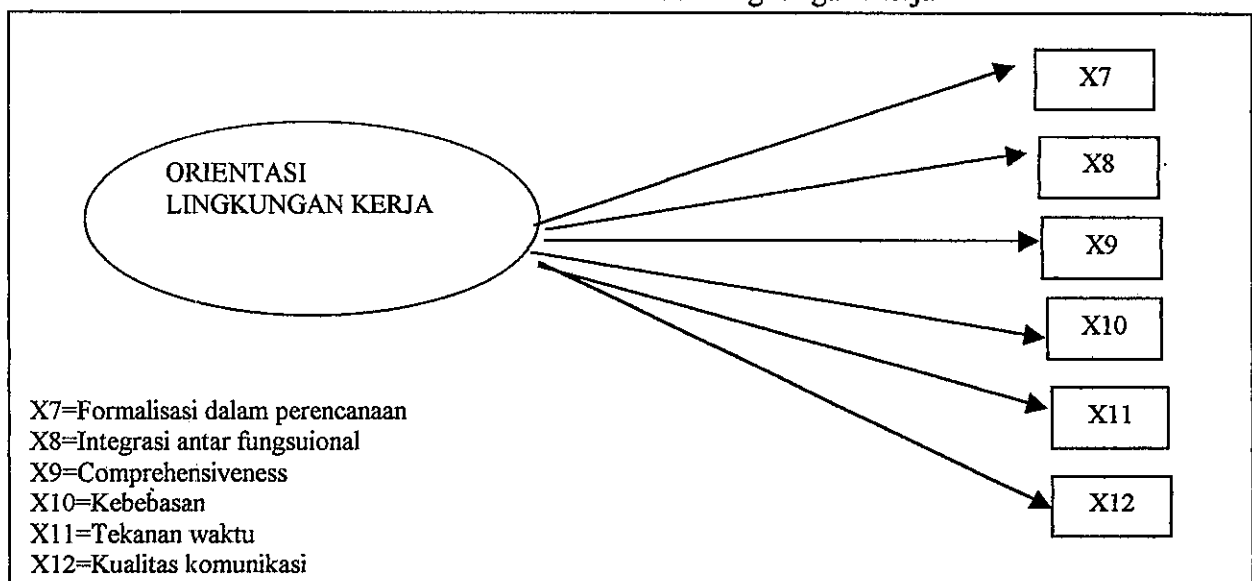 ORIENTASI
LINGKUNGAN KERJA
X7
X8
X9
X10
X11
X12
X7=Formalisasi dalam perencanaan
X8=Integrasi antar fungsuional
X9=Comprehensiveness
X10=Kebebasan
X11=Tekanan waktu
X12=Kualitas komunikasi